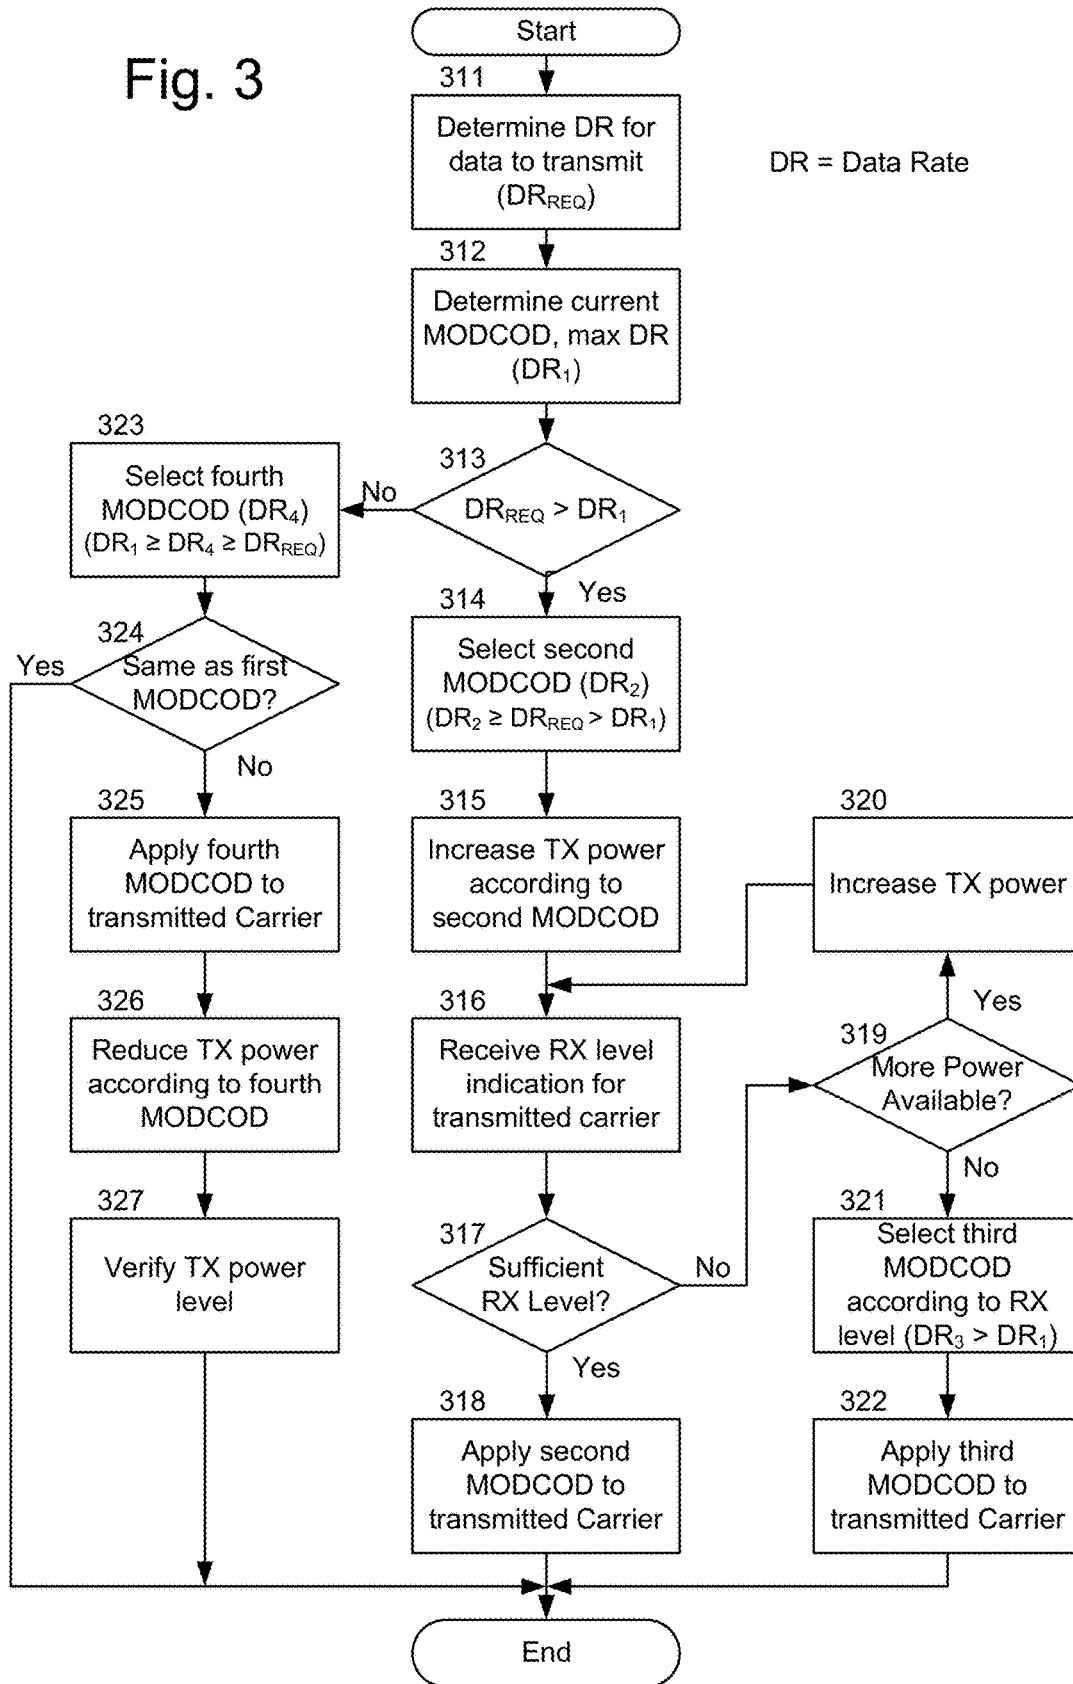 Fig. 3
Start
311
Determine DR for
data to transmit
(DR_REQ)
DR = Data Rate
312
Determine current
MODCOD, max DR
(DR₁)
313
DR_REQ > DR₁
No
Yes
323
Select fourth
MODCOD (DR₄)
(DR₁ ≥ DR₄ ≥ DR_REQ)
324
Same as first
MODCOD?
Yes
No
325
Apply fourth
MODCOD to
transmitted Carrier
326
Reduce TX power
according to fourth
MODCOD
327
Verify TX power
level
314
Select second
MODCOD (DR₂)
(DR₂ ≥ DR_REQ > DR₁)
315
Increase TX power
according to
second MODCOD
316
Receive RX level
indication for
transmitted carrier
317
Sufficient
RX Level?
No
Yes
318
Apply second
MODCOD to
transmitted Carrier
320
Increase TX power
Yes
319
More Power
Available?
No
321
Select third
MODCOD
according to RX
level (DR₃ > DR₁)
322
Apply third
MODCOD to
transmitted Carrier
End